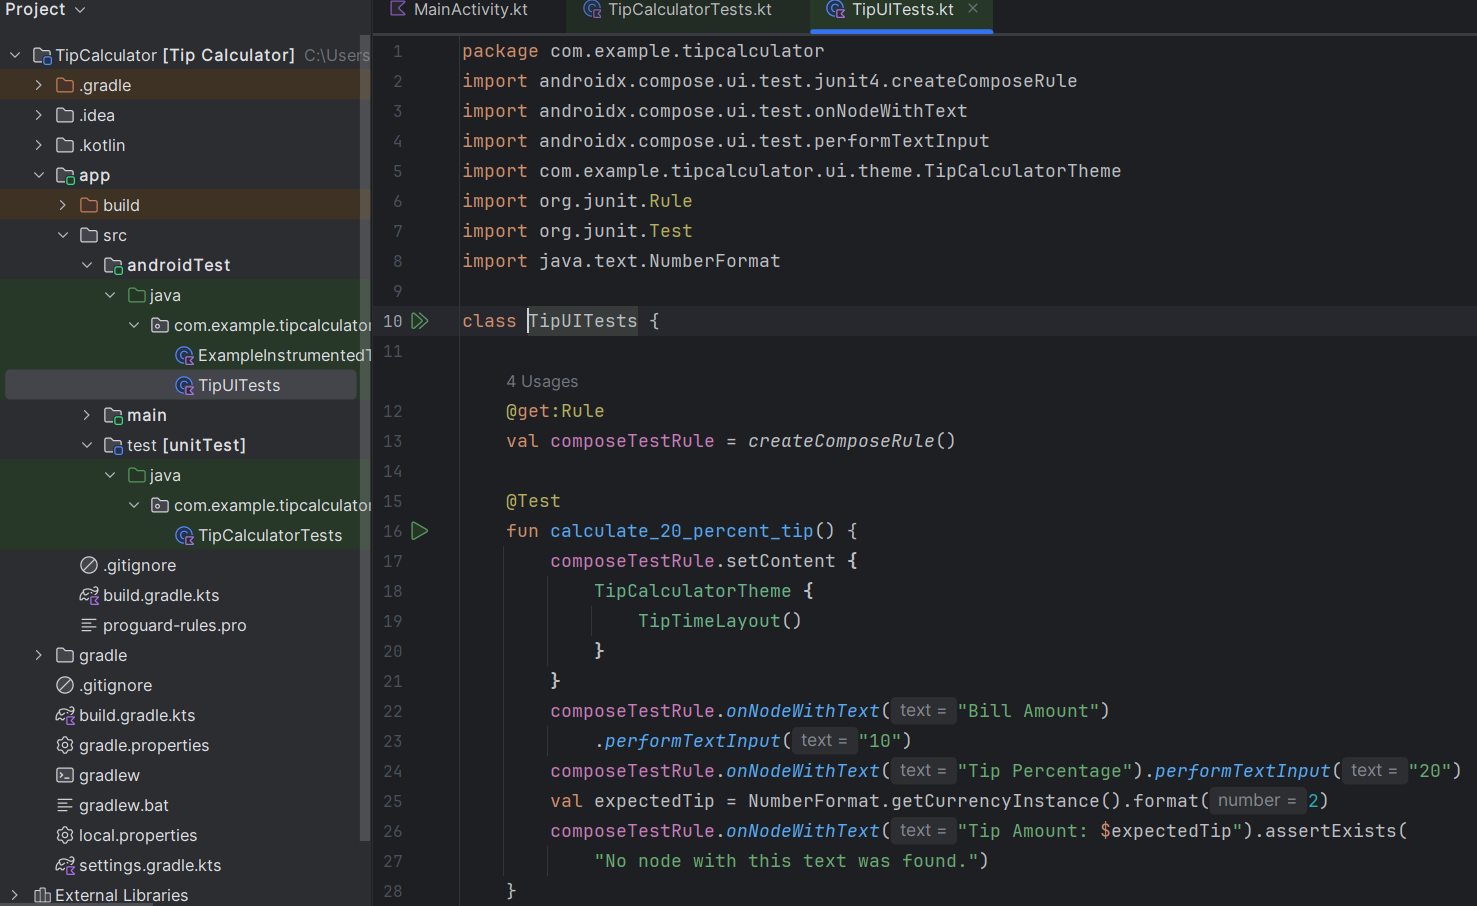 Project
MainActivity.kt
TipCalculatorTests.kt
TipUITests.kt
TipCalculator [Tip Calculator] C:\Users
.gradle
.idea
.kotlin
app
build
src
androidTest
java
com.example.tipcalculator
ExampleInstrumentedT
TipUITests
main
test [unitTest]
java
com.example.tipcalculator
TipCalculatorTests
.gitignore
build.gradle.kts
proguard-rules.pro
gradle
.gitignore
build.gradle.kts
gradle.properties
gradlew
gradlew.bat
local.properties
settings.gradle.kts
External Libraries
1 package com.example.tipcalculator
2 import androidx.compose.ui.test.junit4.createComposeRule
3 import androidx.compose.ui.test.onNodeWithText
4 import androidx.compose.ui.test.performTextInput
5 import com.example.tipcalculator.ui.theme.TipCalculatorTheme
6 import org.junit.Rule
7 import org.junit.Test
8 import java.text.NumberFormat
9
10 class TipUITests {
11
4 Usages
12 @get:Rule
13 val composeTestRule = createComposeRule()
14
15 @Test
16 fun calculate_20_percent_tip() {
17 composeTestRule.setContent {
18 TipCalculatorTheme {
19 TipTimeLayout()
20 }
21 }
22 composeTestRule.onNodeWithText( text = "Bill Amount")
23 .performTextInput( text = "10")
24 composeTestRule.onNodeWithText( text = "Tip Percentage").performTextInput( text = "20")
25 val expectedTip = NumberFormat.getCurrencyInstance().format( number = 2)
26 composeTestRule.onNodeWithText( text = "Tip Amount: $expectedTip").assertExists(
27 "No node with this text was found.")
28 }